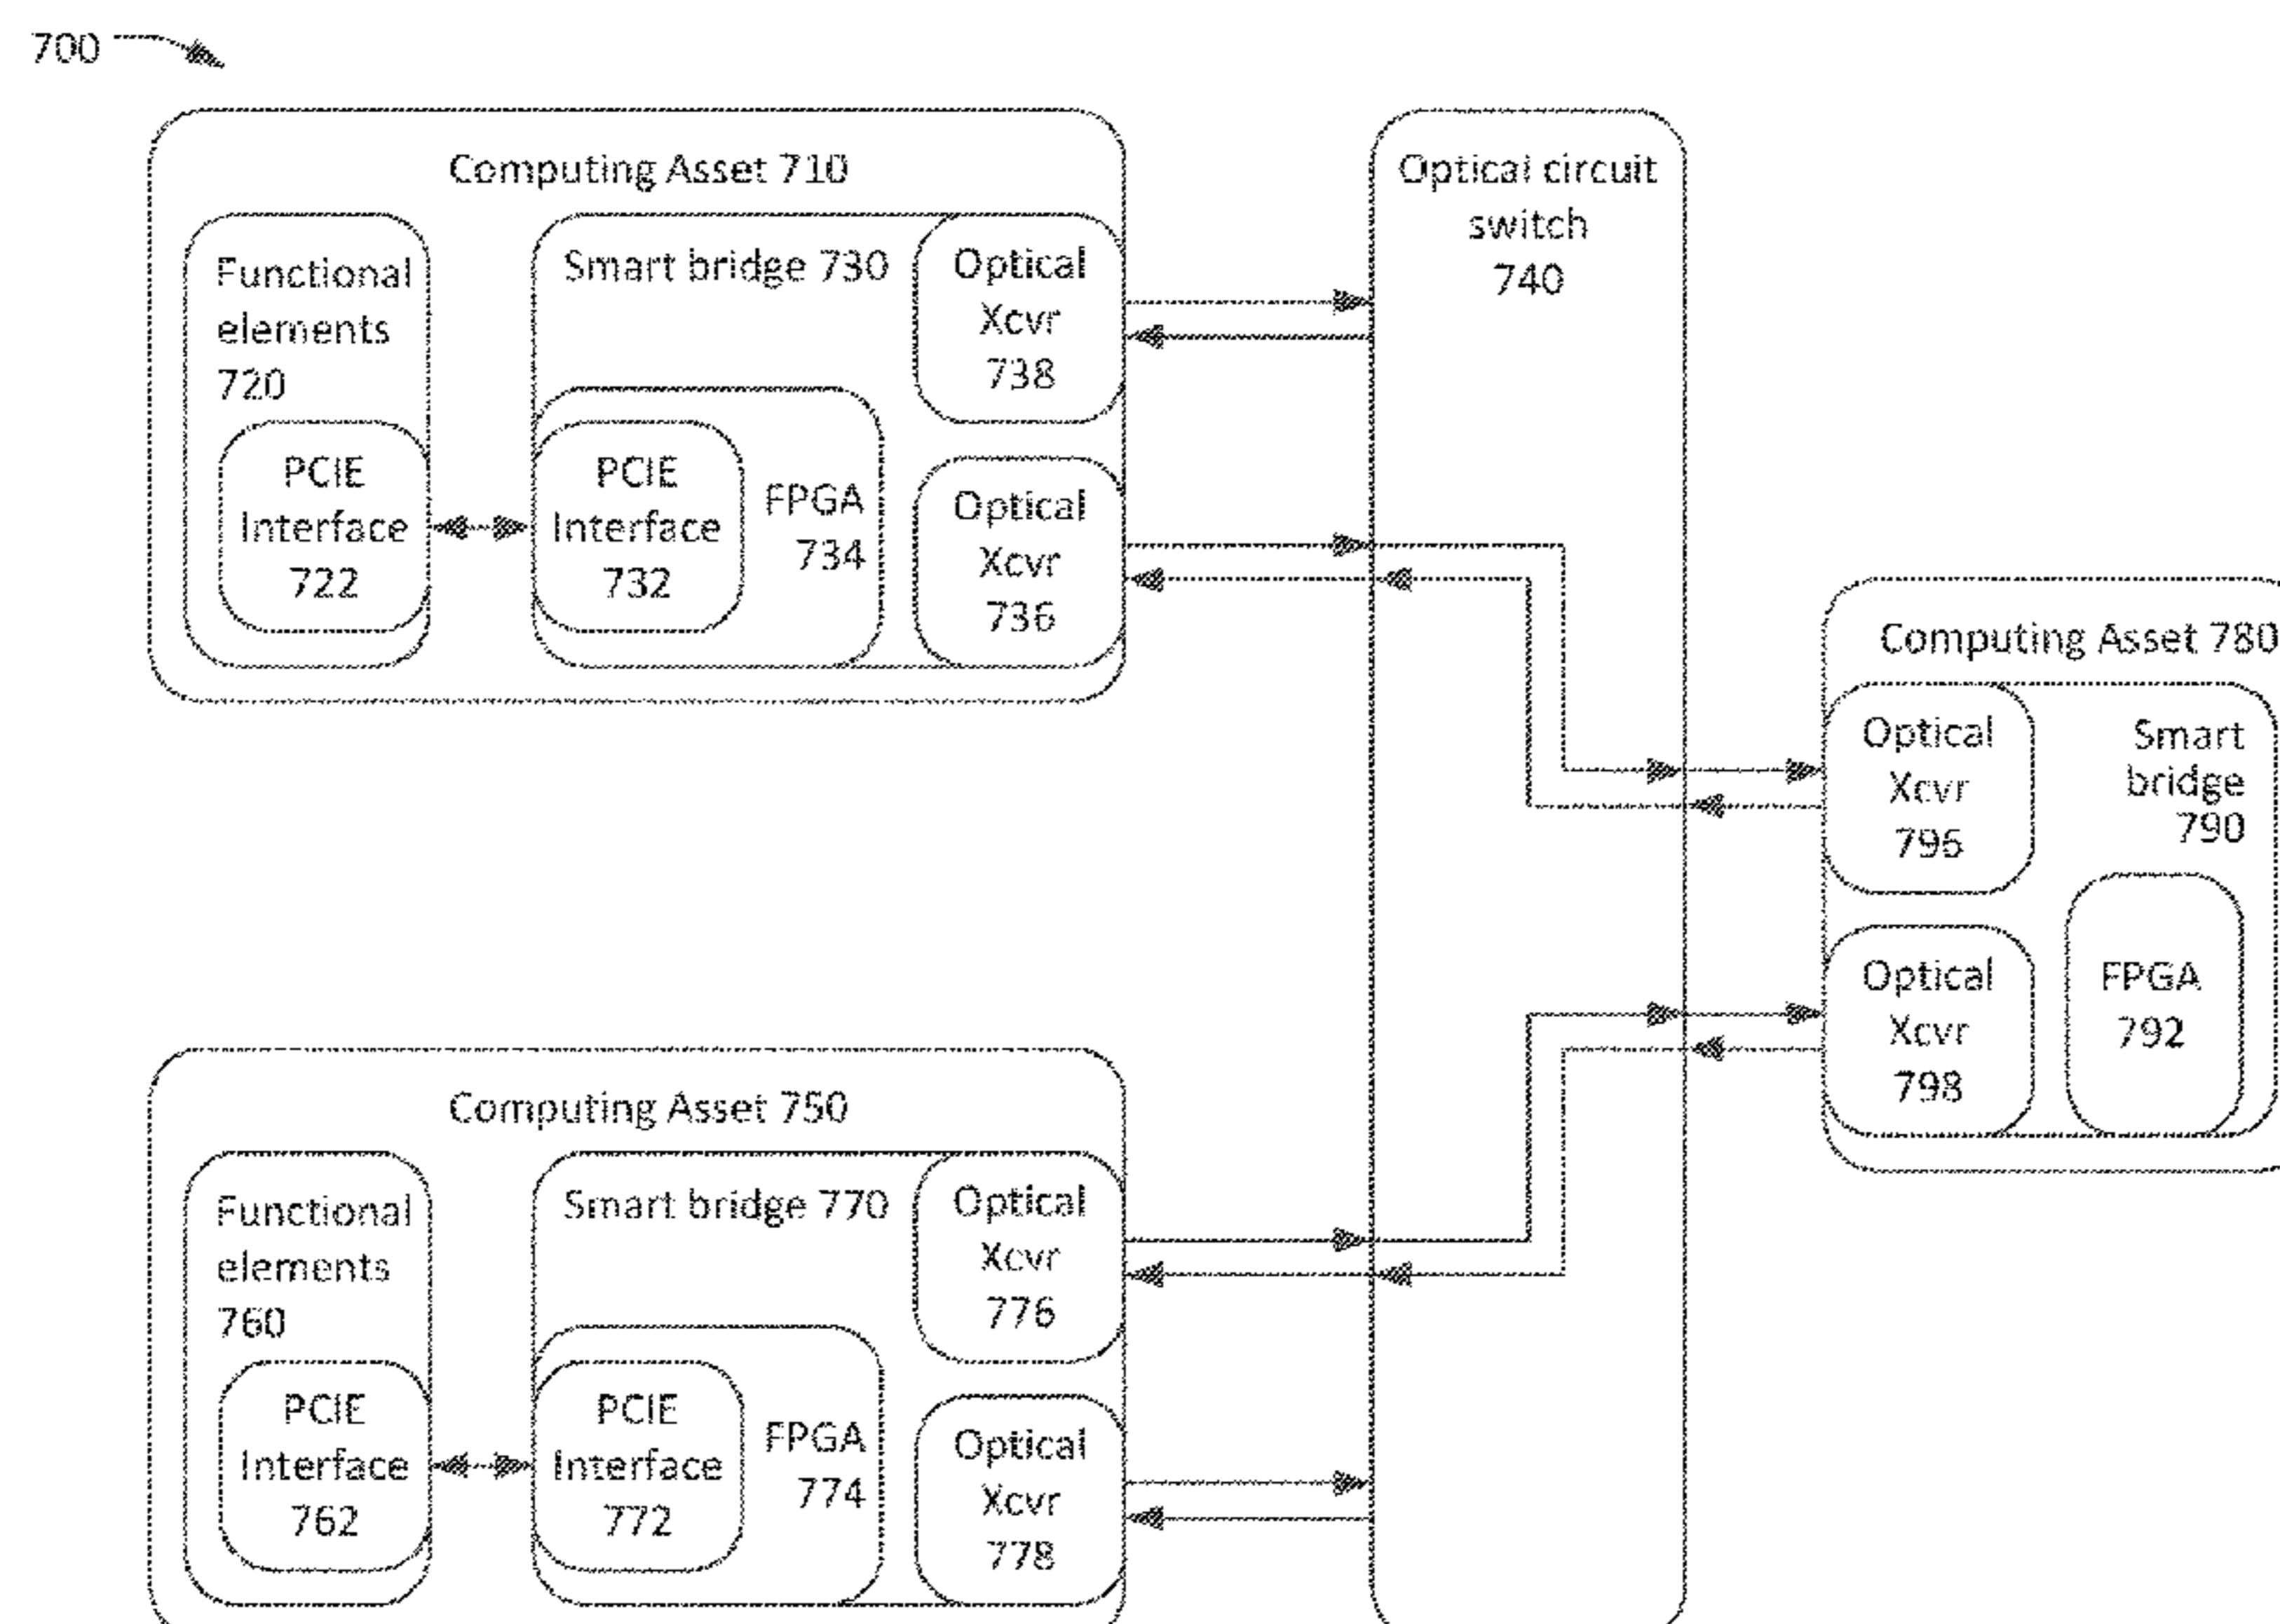 700
Computing Asset 710
Functional
elements
720
PCIE
Interface
722
Smart bridge 730
PCIE
Interface
732
FPGA
734
Optical
Xcvr
738
Optical
Xcvr
736
Optical circuit
switch
740
Computing Asset 780
Optical
Xcvr
796
Smart
bridge
790
Optical
Xcvr
798
FPGA
792
Computing Asset 750
Functional
elements
760
PCIE
Interface
762
Smart bridge 770
PCIE
Interface
772
FPGA
774
Optical
Xcvr
776
Optical
Xcvr
778